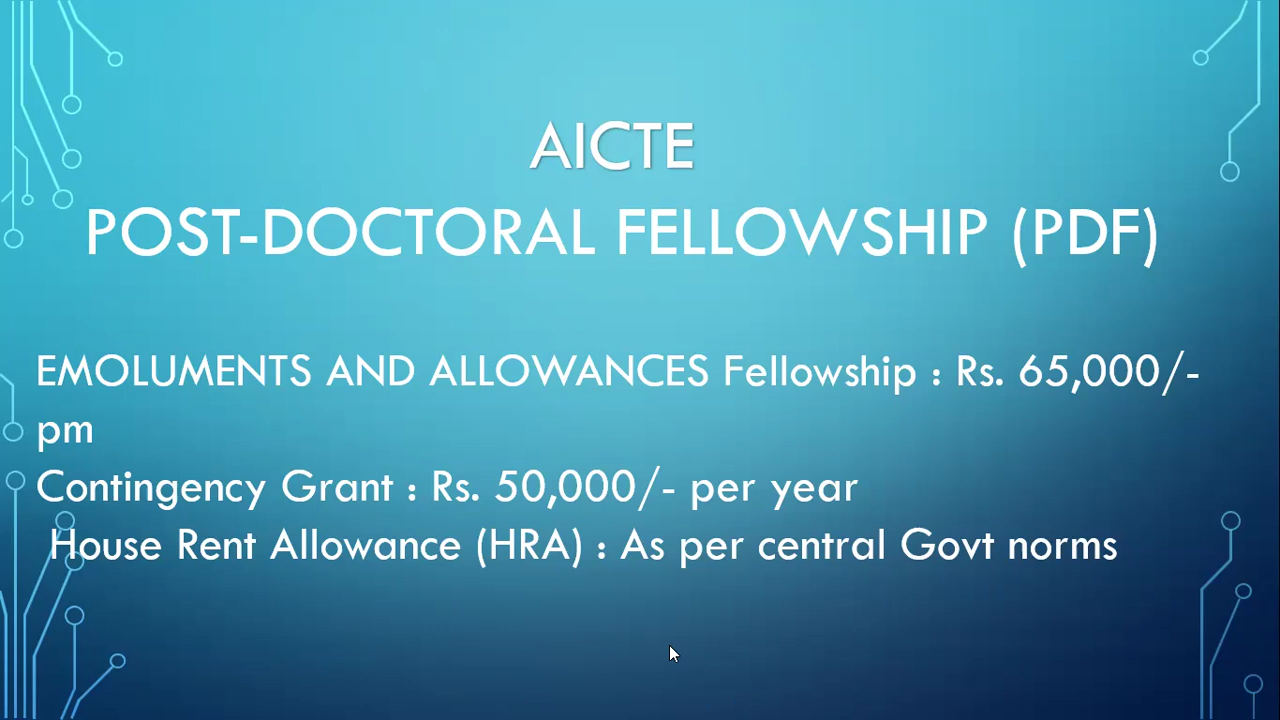 AICTE
POST-DOCTORAL FELLOWSHIP (PDF)
EMOLUMENTS AND ALLOWANCES Fellowship : Rs. 65,000/-
pm
Contingency Grant : Rs. 50,000/- per year
House Rent Allowance (HRA) : As per central Govt norms